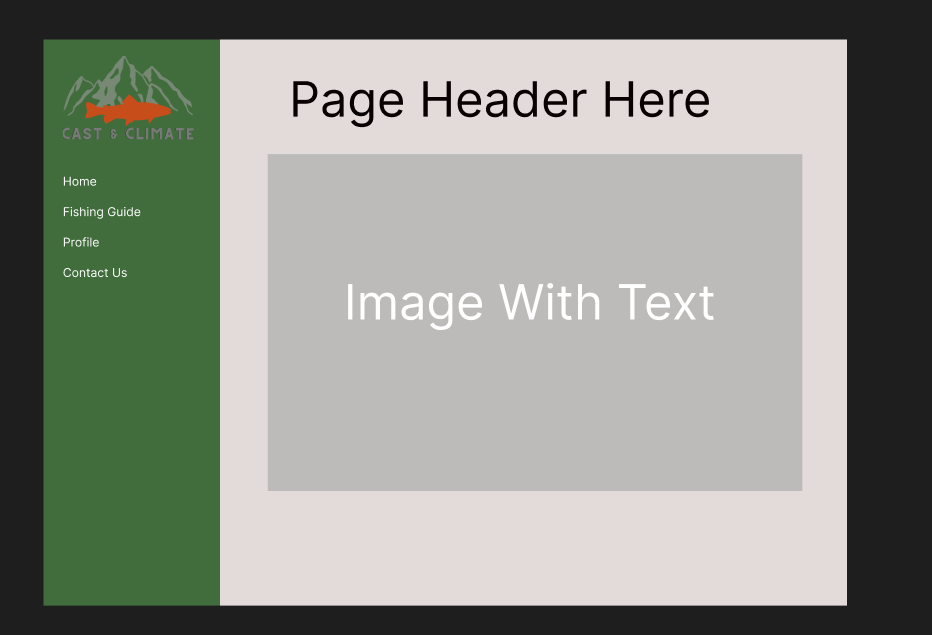 CAST & CLIMATE
Page Header Here
Home
Fishing Guide
Profile
Contact Us
Image With Text